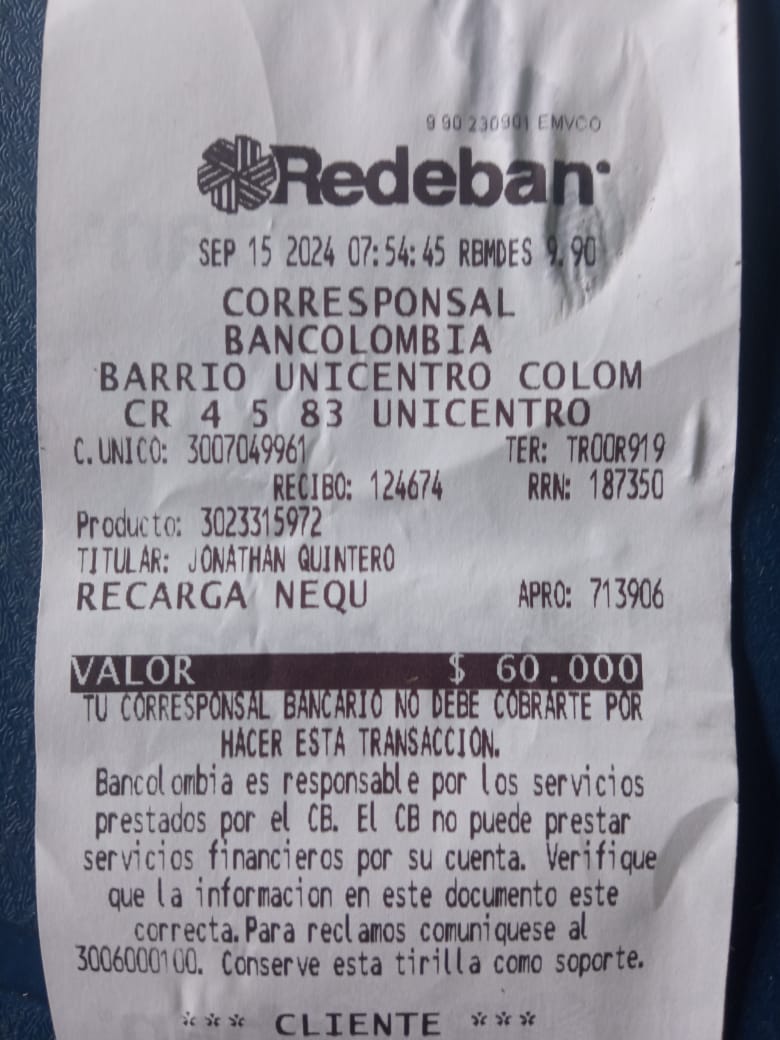 9 90 230901 EMVCO
Redeban
SEP 15 2024 07:54:45 RBMDES 9.90
CORRESPONSAL
BANCOLOMBIA
BARRIO UNICENTRO COLOM
CR 4 5 83 UNICENTRO
C.UNICO: 3007049961 TER: TR00R919
RECIBO: 124674 RRN: 187350
Producto: 3023315972
TITULAR: JONATHAN QUINTERO
RECARGA NEQU APRO: 713906
VALOR $ 60.000
TU CORRESPONSAL BANCARIO NO DEBE COBRARTE POR
HACER ESTA TRANSACCION.
Bancolombia es responsable por los servicios
prestados por el CB. El CB no puede prestar
servicios financieros por su cuenta. Verifique
que la informacion en este documento este
correcta.Para reclamos comuniquese al
3006000100. Conserve esta tirilla como soporte.
*** CLIENTE ***